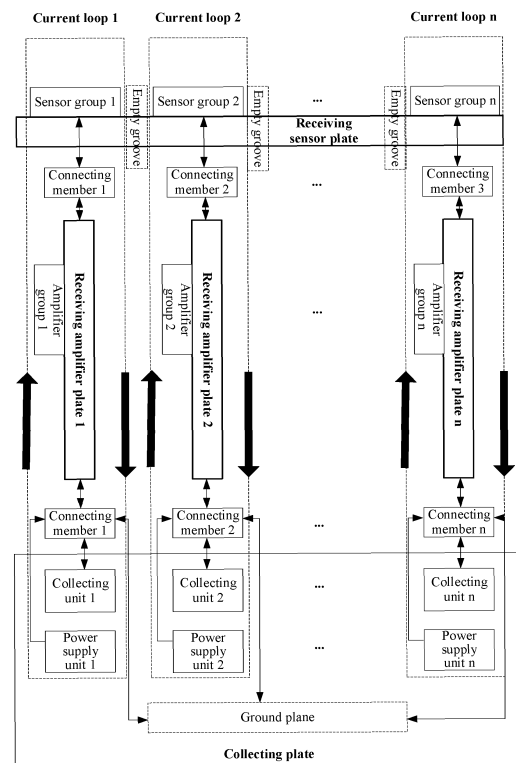 Current loop 1
Current loop 2
Current loop n
Sensor group 1
Empty groove
Sensor group 2
Empty groove
...
Empty groove
Sensor group n
Receiving
sensor plate
Connecting
member 1
Connecting
member 2
...
Connecting
member 3
Amplifier
group 1
Receiving amplifier plate 1
Amplifier
group 2
Receiving amplifier plate 2
...
Amplifier
group n
Receiving amplifier plate n
Connecting
member 1
Connecting
member 2
...
Connecting
member n
Collecting
unit 1
Collecting
unit 2
...
Collecting
unit n
Power
supply unit
1
Power
supply unit
2
...
Power
supply unit
n
Ground plane
Collecting plate